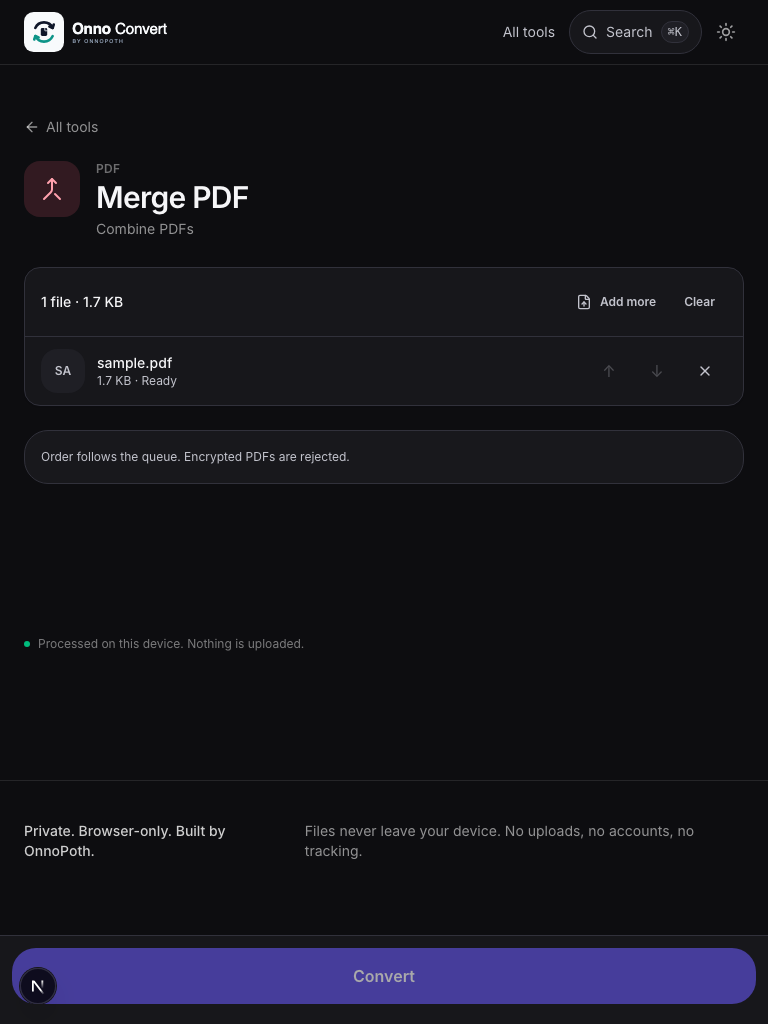 Onno Convert
BY ONNOPOTH
All tools
Search ⌘K
All tools
PDF
Merge PDF
Combine PDFs
1 file · 1.7 KB
Add more
Clear
SA
sample.pdf
1.7 KB · Ready
Order follows the queue. Encrypted PDFs are rejected.
Processed on this device. Nothing is uploaded.
Private. Browser-only. Built by
OnnoPoth.
Files never leave your device. No uploads, no accounts, no
tracking.
Convert
N